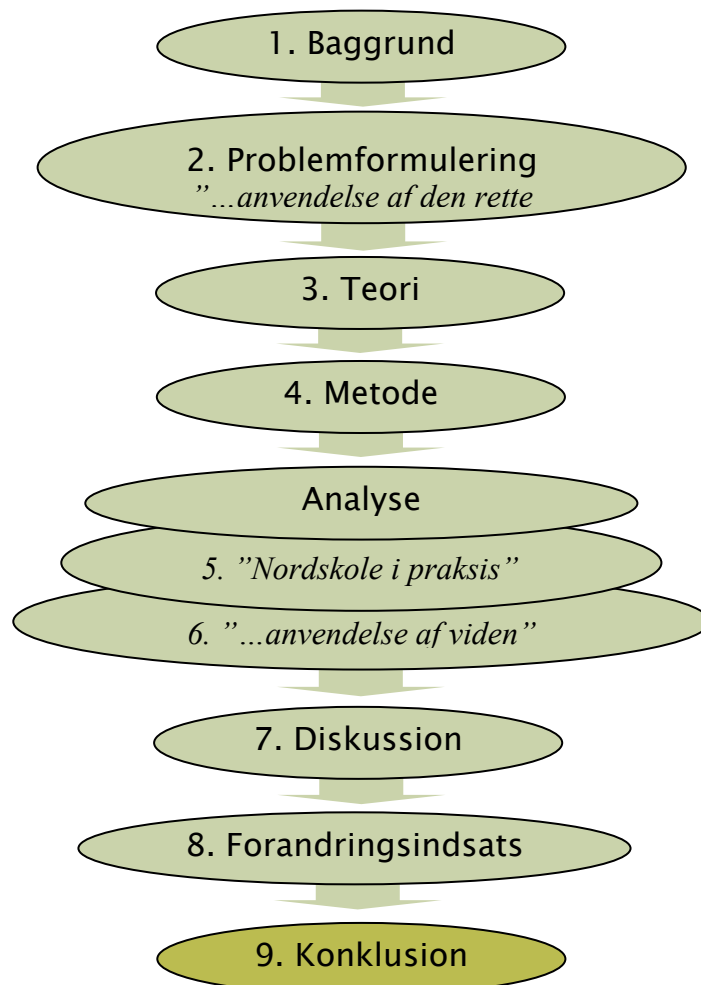 1. Baggrund
2. Problemformulering
”…anvendelse af den rette
3. Teori
4. Metode
Analyse
5. ”Nordskole i praksis”
6. ”…anvendelse af viden”
7. Diskussion
8. Forandringsindsats
9. Konklusion